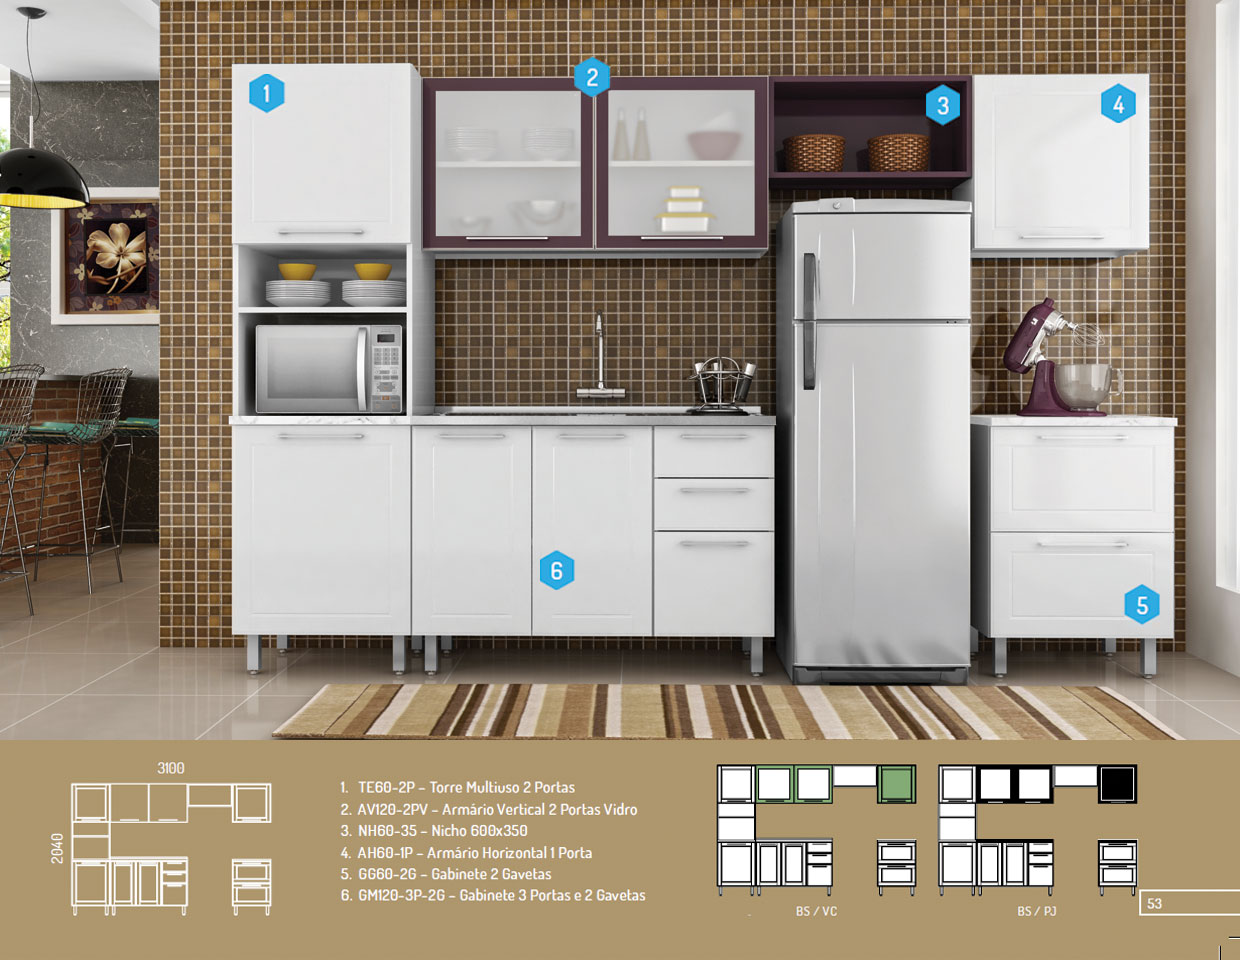 1
2
3
4
5
6
3100
2040
1. TE60-2P – Torre Multiuso 2 Portas
2. AV120-2PV – Armário Vertical 2 Portas Vidro
3. NH60-35 – Nicho 600x350
4. AH60-1P – Armário Horizontal 1 Porta
5. GG60-2G – Gabinete 2 Gavetas
6. GM120-3P-2G – Gabinete 3 Portas e 2 Gavetas
BS / VC
BS / PJ
53